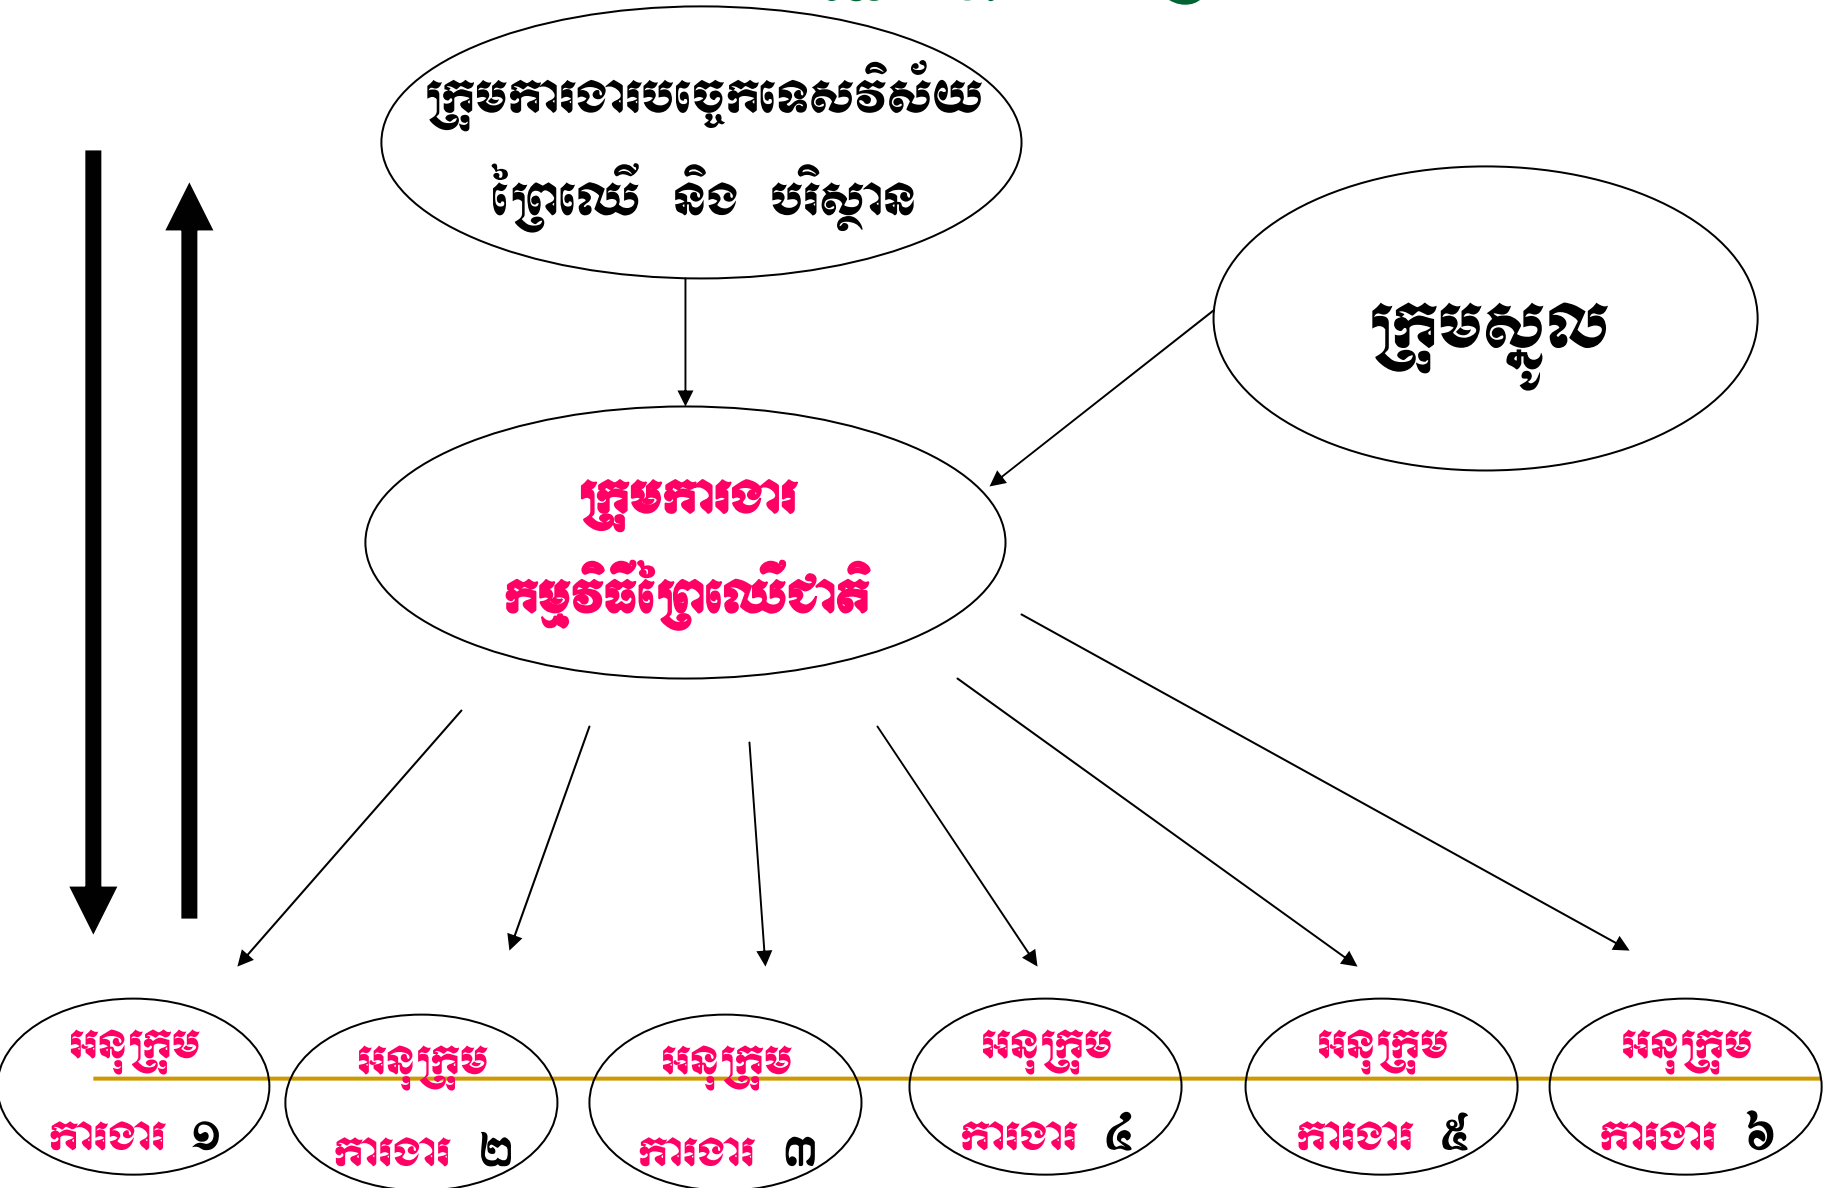 ក្រុមការងារបច្ចេកទេសវិស័យ
ព្រៃឈើ និង បរិស្ថាន
ក្រុមស្នូល
ក្រុមការងារ
កម្មវិធីព្រៃឈើជាតិ
អនុក្រុម
ការងារ ១
អនុក្រុម
ការងារ ២
អនុក្រុម
ការងារ ៣
អនុក្រុម
ការងារ ៤
អនុក្រុម
ការងារ ៥
អនុក្រុម
ការងារ ៦